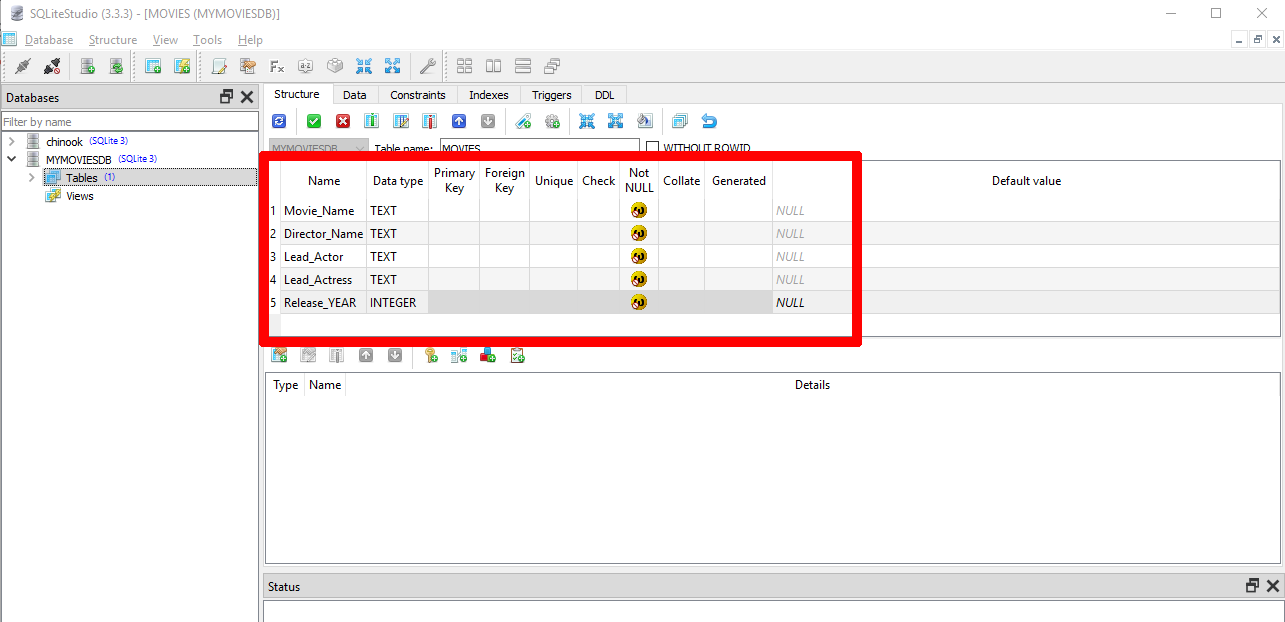 SQLiteStudio (3.3.3) - [MOVIES (MYMOVIESDB)]
Database Structure View Tools Help
Databases
Filter by name
chinook (SQLite 3)
MYMOVIESDB (SQLite 3)
Tables (1)
Views
Structure Data Constraints Indexes Triggers DDL
MYMOVIESDB Table name: MOVIES WITHOUT ROWID
Name Data type Primary Key Foreign Key Unique Check Not NULL Collate Generated Default value
1 Movie_Name TEXT NULL
2 Director_Name TEXT NULL
3 Lead_Actor TEXT NULL
4 Lead_Actress TEXT NULL
5 Release_YEAR INTEGER NULL
Type Name Details
Status